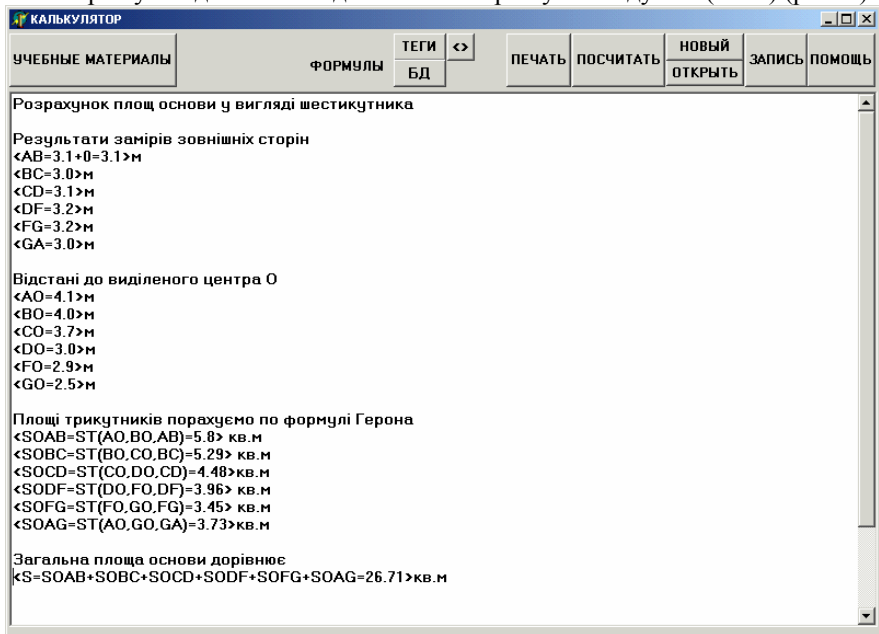 КАЛЬКУЛЯТОР
УЧЕБНЫЕ МАТЕРИАЛЫ
ФОРМУЛЫ
ТЕГИ
<>
БД
ПЕЧАТЬ
ПОСЧИТАТЬ
НОВЫЙ
ОТКРЫТЬ
ЗАПИСЬ
ПОМОЩЬ
Розрахунок площ основи у вигляді шестикутника
Результати замірів зовнішніх сторін
<AB=3.1+0=3.1>м
<BC=3.0>м
<CD=3.1>м
<DF=3.2>м
<FG=3.2>м
<GA=3.0>м
Відстані до виділеного центра О
<AO=4.1>м
<BO=4.0>м
<CO=3.7>м
<DO=3.0>м
<FO=2.9>м
<GO=2.5>м
Площі трикутників порахуємо по формулі Герона
<SOAB=ST(AO,BO,AB)=5.8> кв.м
<SOBC=ST(BO,CO,BC)=5.29> кв.м
<SOCD=ST(CO,DO,CD)=4.48>кв.м
<SODF=ST(DO,FO,DF)=3.96> кв.м
<SOFG=ST(FO,GO,FG)=3.45> кв.м
<SOAG=ST(AO,GO,GA)=3.73>кв.м
Загальна площа основи дорівнює
<S=SOAB+SOBC+SOCD+SODF+SOFG+SOAG=26.71>кв.м